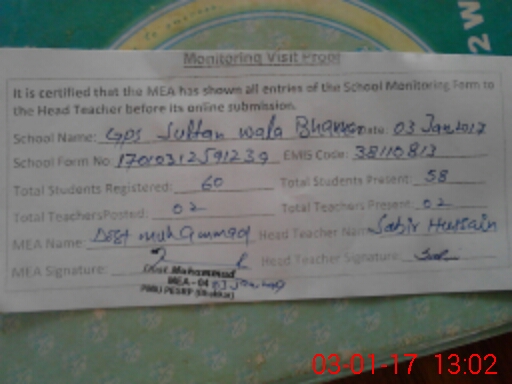 Monitoring Visit Proof
It is certified that the MEA has shown all entries of the School Monitoring Form to
the Head Teacher before its online submission.
School Name: GPS Sultan wala Bhakkar Date: 03 Jan 2017
School Form No: 17010312591239 EMIS Code: 38110813
Total Students Registered: 60 Total Students Present: 58
Total Teachers Posted: 02 Total Teachers Present: 02
MEA Name: Dost muhammad Head Teacher Name: Sabir Hussain
MEA Signature: Head Teacher Signature:
Dost Muhammad
MEA - 04
03-01-17 13:02